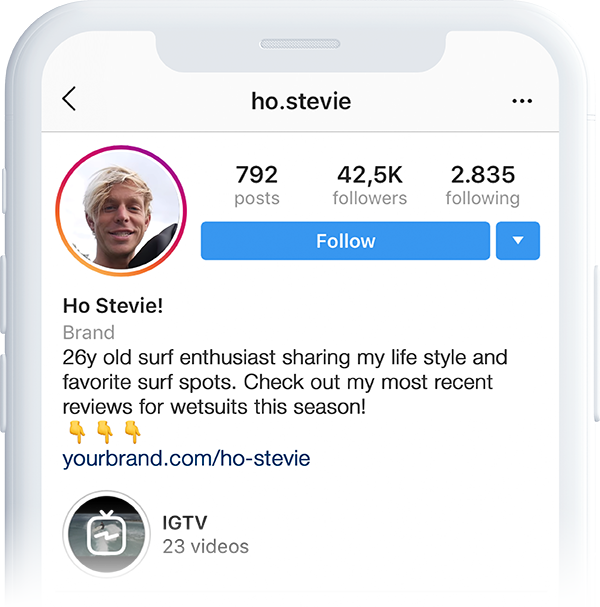 ho.stevie
792
posts
42,5K
followers
2.835
following
Follow
Ho Stevie!
Brand
26y old surf enthusiast sharing my life style and
favorite surf spots. Check out my most recent
reviews for wetsuits this season!
👇👇👇
yourbrand.com/ho-stevie
IGTV
23 videos